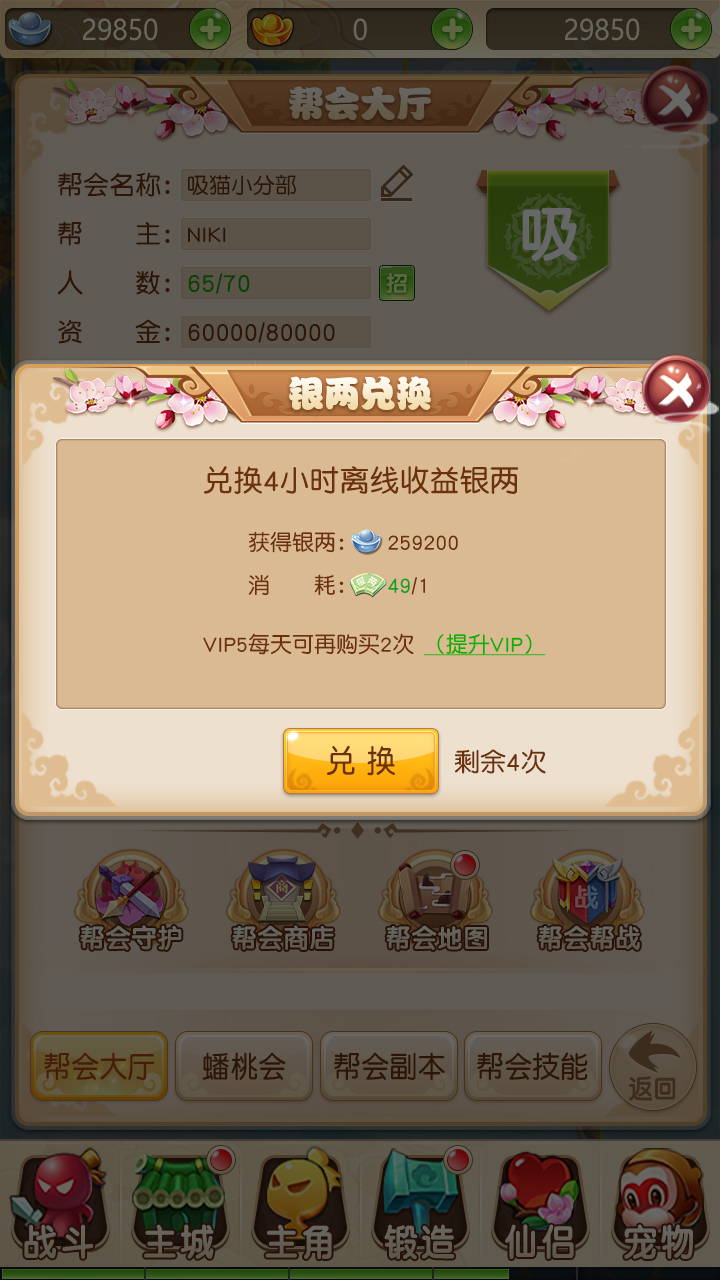 29850 0 29850
帮会大厅
帮会名称: 吸猫小分部
吸
帮 主: NIKI
人 数: 65/70 招
资 金: 60000/80000
银两兑换
兑换4小时离线收益银两
获得银两: 259200
消 耗: 银两 49/1
VIP5每天可再购买2次 (提升VIP)
兑 换 剩余4次
商 战
帮会守护 帮会商店 帮会地图 帮会帮战
帮会大厅 蟠桃会 帮会副本 帮会技能 返回
战斗 主城 主角 锻造 仙侣 宠物